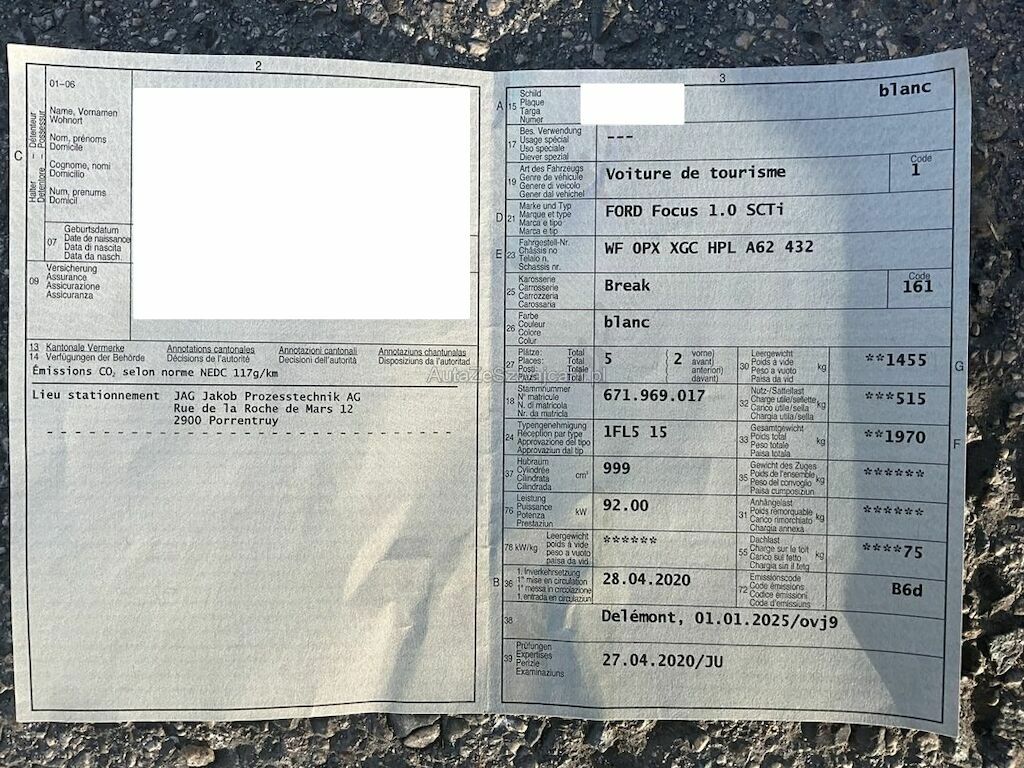 2
01–06
Name, Vornamen
Wohnort
Nom, prénoms
Domicile
Cognome, nomi
Domicilio
Num, prenums
Domicil
Halter – Détenteur
Detentore – Possessur
C
07
Geburtsdatum
Date de naissance
Data di nascita
Data da nasch.
09
Versicherung
Assurance
Assicurazione
Assicuranza
13 Kantonale Vermerke Annotations cantonales Annotazioni cantonali Annotaziuns chantunalas
14 Verfügungen der Behörde Décisions de l'autorité Decisioni dell'autorità Disposiziuns da l'autoritad
Émissions CO₂ selon norme NEDC 117g/km
Lieu stationnement JAG Jakob Prozesstechnik AG
Rue de la Roche de Mars 12
2900 Porrentruy
3
A 15
Schild
Plaque
Targa
Numer
blanc
17
Bes. Verwendung
Usage spécial
Uso speciale
Diever spezial
---
19
Art des Fahrzeugs
Genre de véhicule
Genere di veicolo
Gener dal vehichel
Voiture de tourisme
Code
1
D 21
Marke und Typ
Marque et type
Marca e tipo
Marca e tip
FORD Focus 1.0 SCTi
E 23
Fahrgestell-Nr.
Châssis no
Telaio n.
Schassis nr.
WF 0PX XGC HPL A62 432
25
Karosserie
Carrosserie
Carrozzeria
Carossaria
Break
Code
161
26
Farbe
Couleur
Colore
Colur
blanc
27
Plätze: Total
Places: Total
Posti: Totale
Plazs: Total
5
( 2
vorne)
avant)
anteriori)
davant)
30
Leergewicht
Poids à vide
Peso a vuoto
Paisa da vid
kg
**1455
G
18
Stammnummer
N° matricule
N. di matricola
Nr. da matricla
671.969.017
32
Nutz-/Sattellast
Charge utile/sellette
Carico utile/sella
Chargia utila/sella
kg
***515
24
Typengenehmigung
Réception par type
Approvazione del tipo
Approvaziun dal tip
1FL5 15
33
Gesamtgewicht
Poids total
Peso totale
Paisa totala
kg
**1970
F
37
Hubraum
Cylindrée
Cilindrata
Cilindrada
cm³
999
35
Gewicht des Zuges
Poids de l'ensemble
Peso del convoglio
Paisa cumposiziun
kg
******
76
Leistung
Puissance
Potenza
Prestaziun
kW
92.00
31
Anhängelast
Poids remorquable
Carico rimorchiato
Chargia annexa
kg
******
78 kW/kg
Leergewicht
poids à vide
peso a vuoto
paisa da vid
******
55
Dachlast
Charge sur le toit
Carico sul tetto
Chargia sin il tetg
kg
****75
B 36
1. Inverkehrsetzung
1re mise en circulation
1a messa in circolazione
1. entrada en circulaziun
28.04.2020
72
Emissionscode
Code émissions
Codice emissioni
Code d'emissiuns
B6d
38
Delémont, 01.01.2025/ovj9
39
Prüfungen
Expertises
Perizie
Examinaziuns
27.04.2020/JU
AutazeSzwajcarii.pl